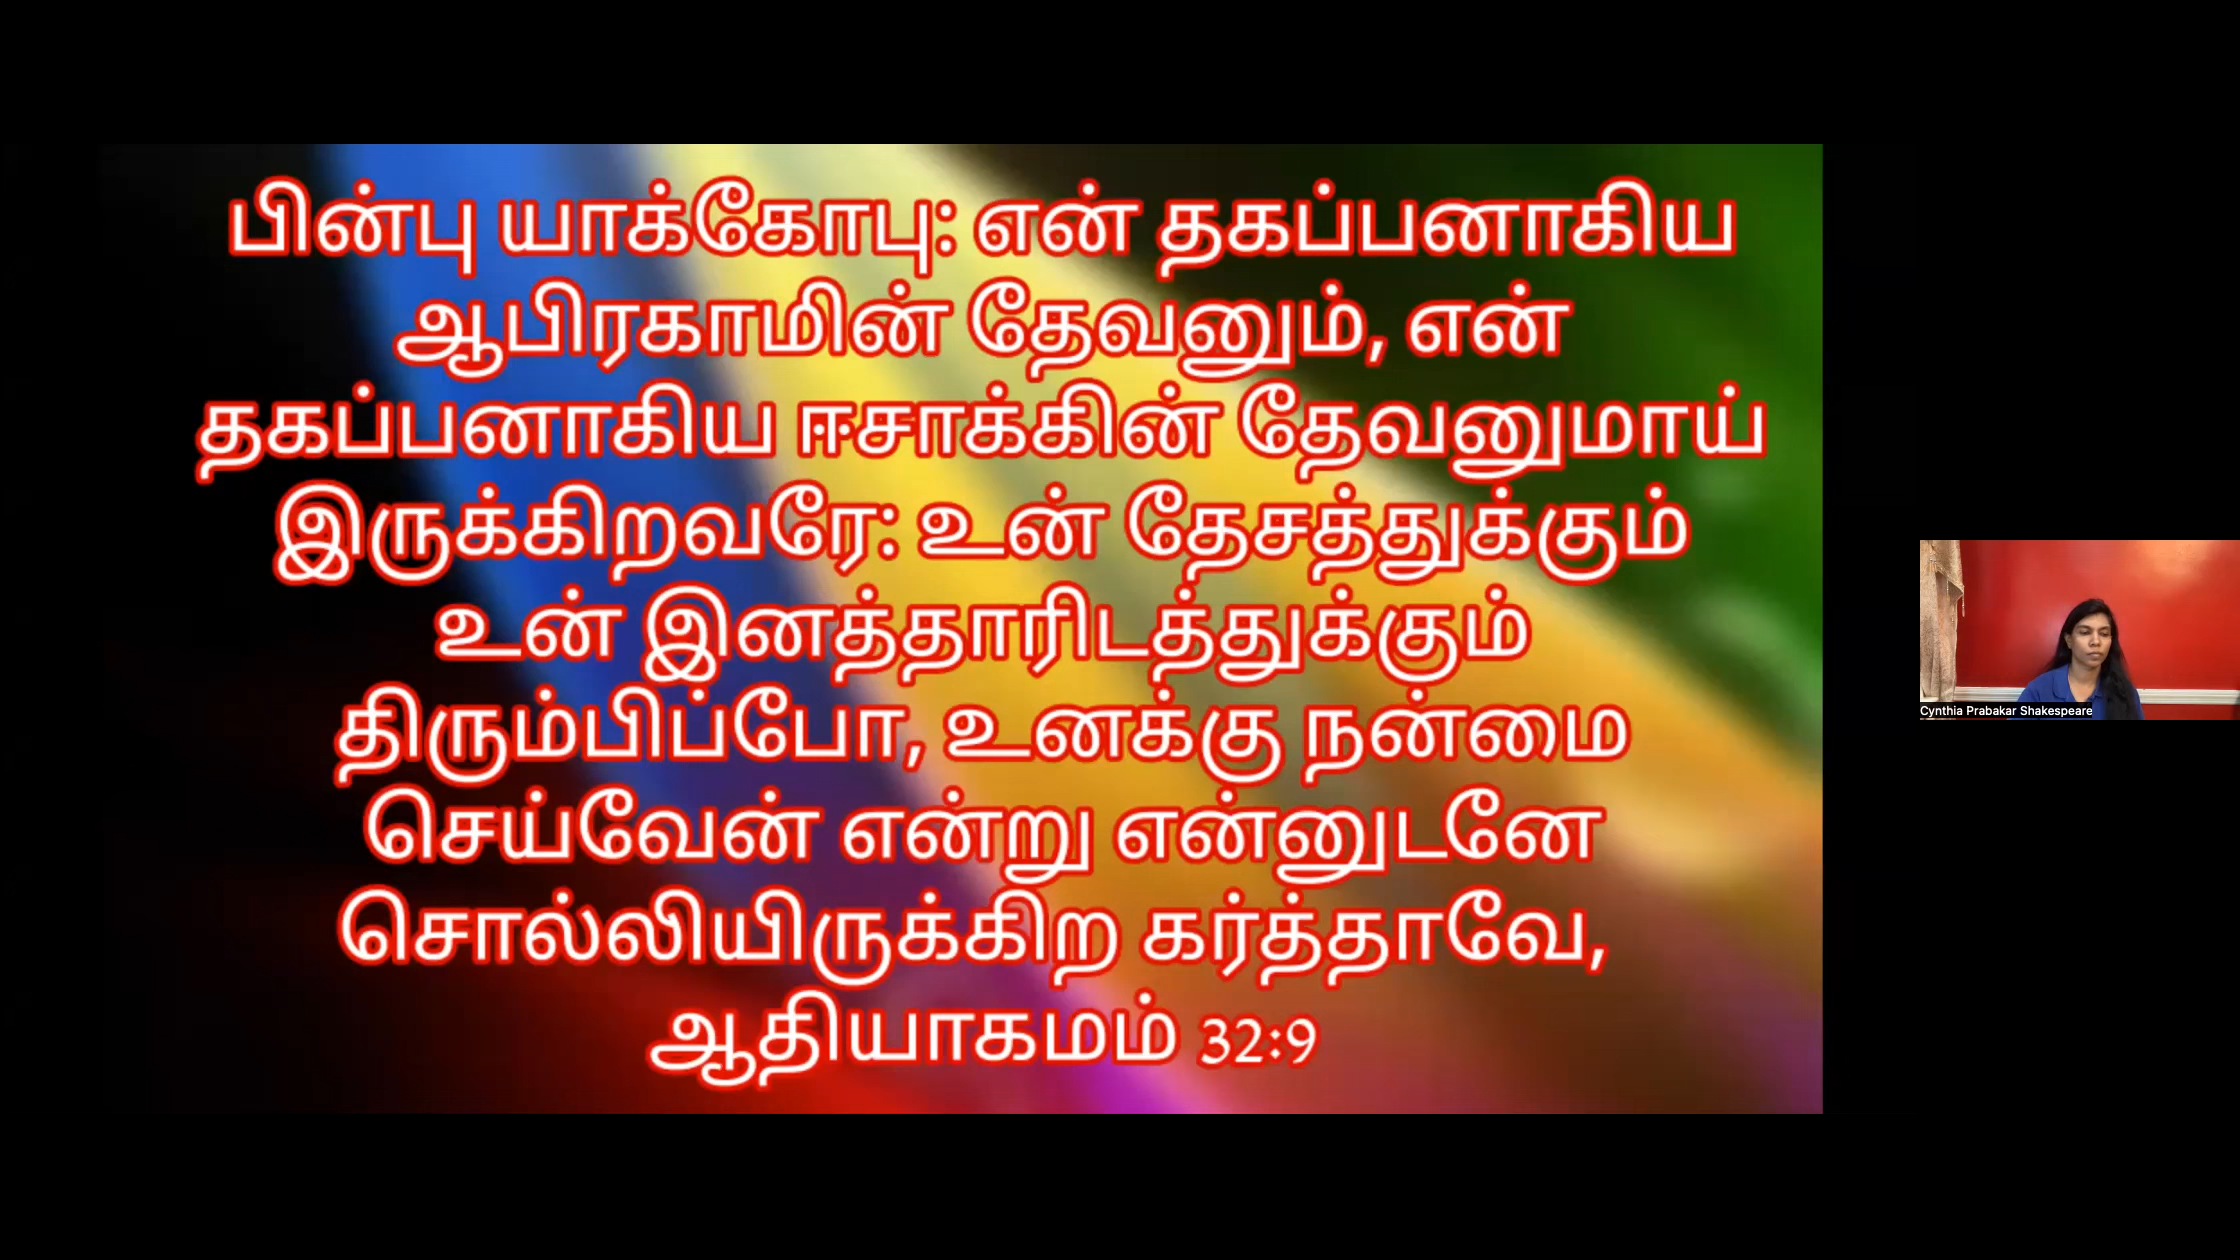 பின்பு யாக்கோபு: என் தகப்பனாகிய
ஆபிரகாமின் தேவனும், என்
தகப்பனாகிய ஈசாக்கின் தேவனுமாய்
இருக்கிறவரே: உன் தேசத்துக்கும்
உன் இனத்தாரிடத்துக்கும்
திரும்பிப்போ, உனக்கு நன்மை
செய்வேன் என்று என்னுடனே
சொல்லியிருக்கிற கர்த்தாவே,
ஆதியாகமம் 32:9
Cynthia Prabakar Shakespeare